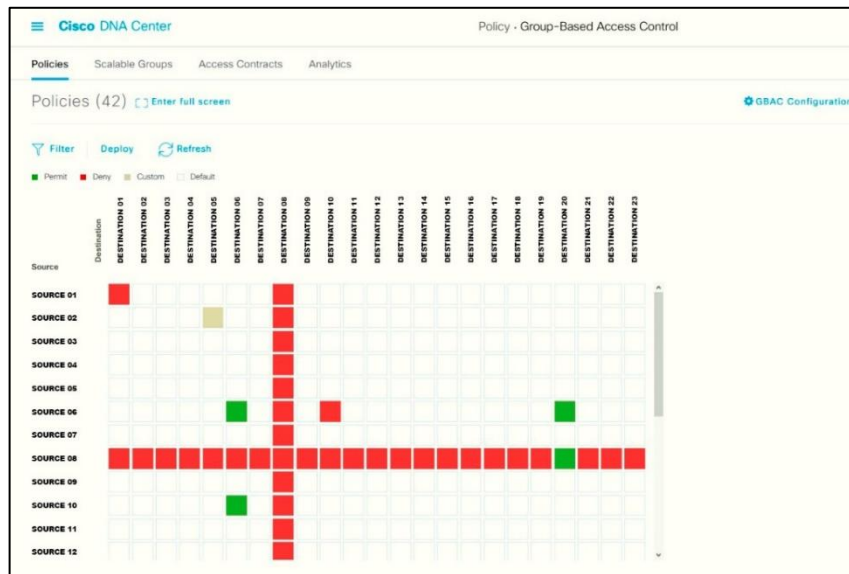 Cisco DNA Center
Policy • Group-Based Access Control
Policies Scalable Groups Access Contracts Analytics
Policies (42) Enter full screen
GBAC Configuration
Filter Deploy Refresh
Permit Deny Custom Default
Destination
DESTINATION 01
DESTINATION 02
DESTINATION 03
DESTINATION 04
DESTINATION 05
DESTINATION 06
DESTINATION 07
DESTINATION 08
DESTINATION 09
DESTINATION 10
DESTINATION 11
DESTINATION 12
DESTINATION 13
DESTINATION 14
DESTINATION 15
DESTINATION 16
DESTINATION 17
DESTINATION 18
DESTINATION 19
DESTINATION 20
DESTINATION 21
DESTINATION 22
DESTINATION 23
Source
SOURCE 01
SOURCE 02
SOURCE 03
SOURCE 04
SOURCE 05
SOURCE 06
SOURCE 07
SOURCE 08
SOURCE 09
SOURCE 10
SOURCE 11
SOURCE 12